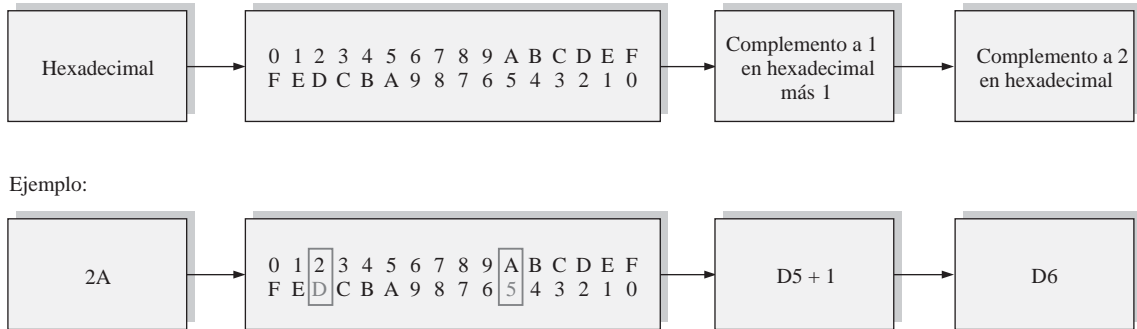 Hexadecimal
0 1 2 3 4 5 6 7 8 9 A B C D E F
F E D C B A 9 8 7 6 5 4 3 2 1 0
Complemento a 1
en hexadecimal
más 1
Complemento a 2
en hexadecimal
Ejemplo:
2A
0 1 2 3 4 5 6 7 8 9 A B C D E F
F E D C B A 9 8 7 6 5 4 3 2 1 0
D5 + 1
D6